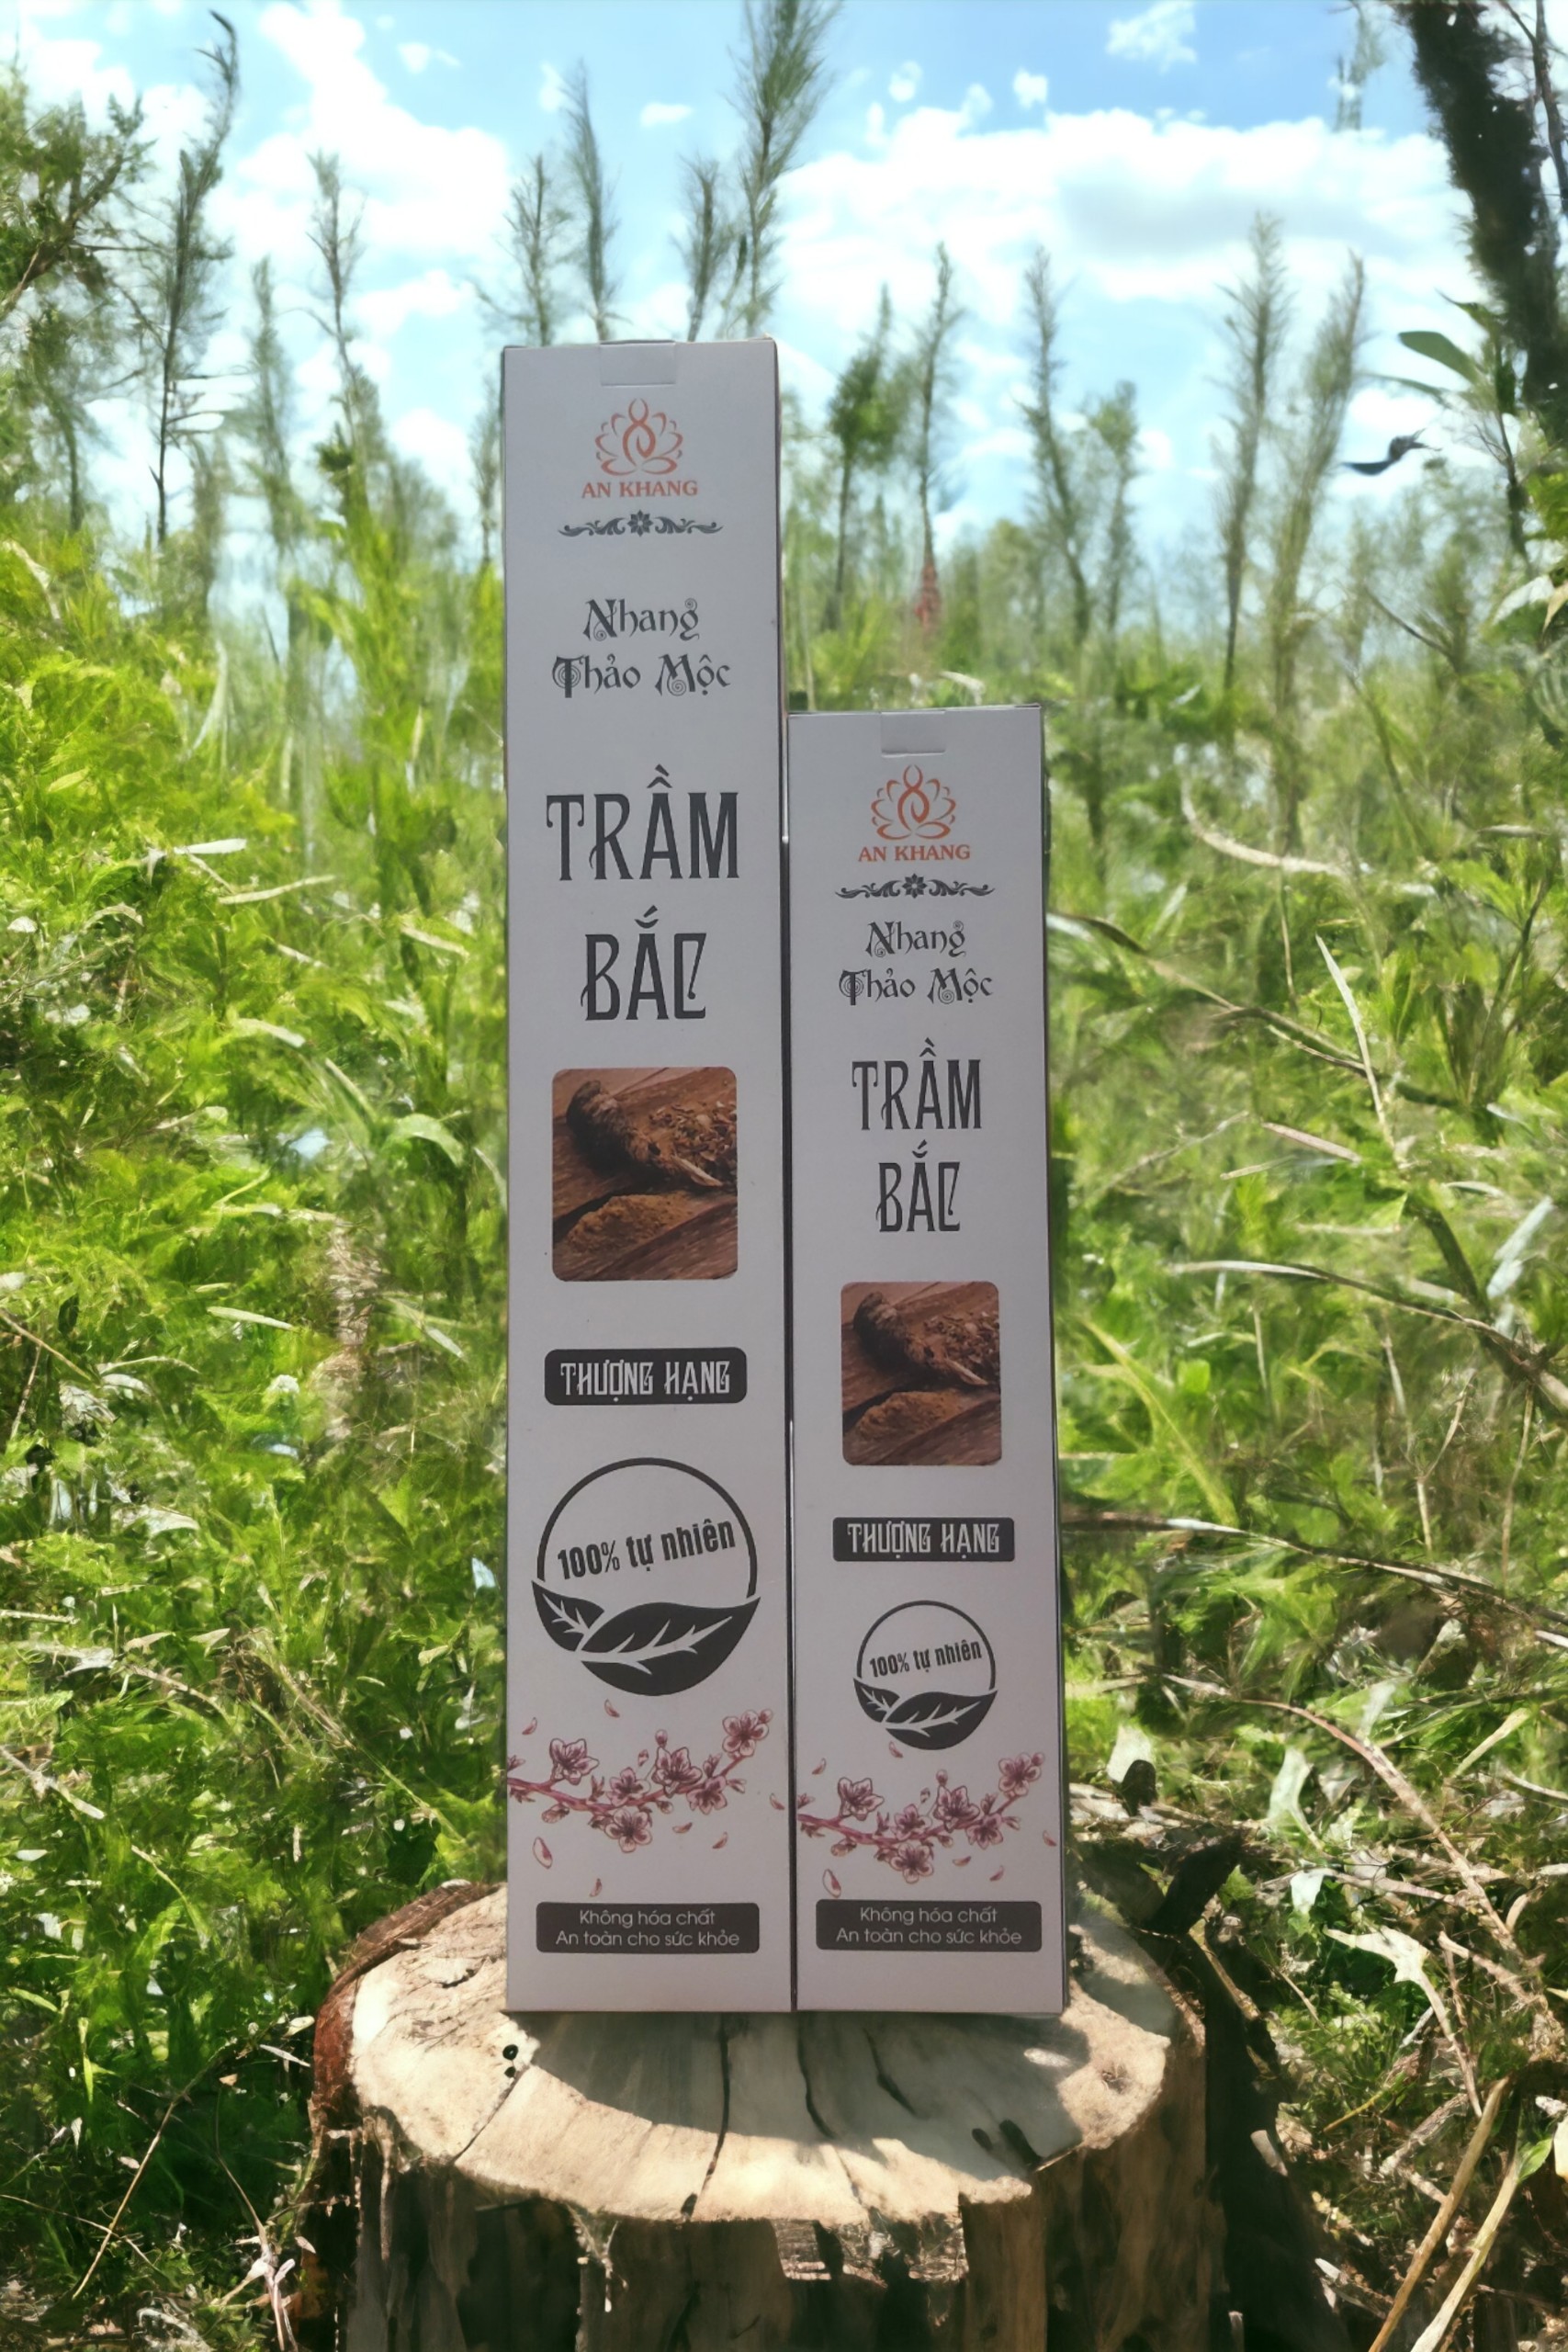 AN KHANG
Nhang
Thảo Mộc
TRẦM
BẮC
THƯỢNG HẠNG
100% tự nhiên
Không hóa chất
An toàn cho sức khỏe
AN KHANG
Nhang
Thảo Mộc
TRẦM
BẮC
THƯỢNG HẠNG
100% tự nhiên
Không hóa chất
An toàn cho sức khỏe